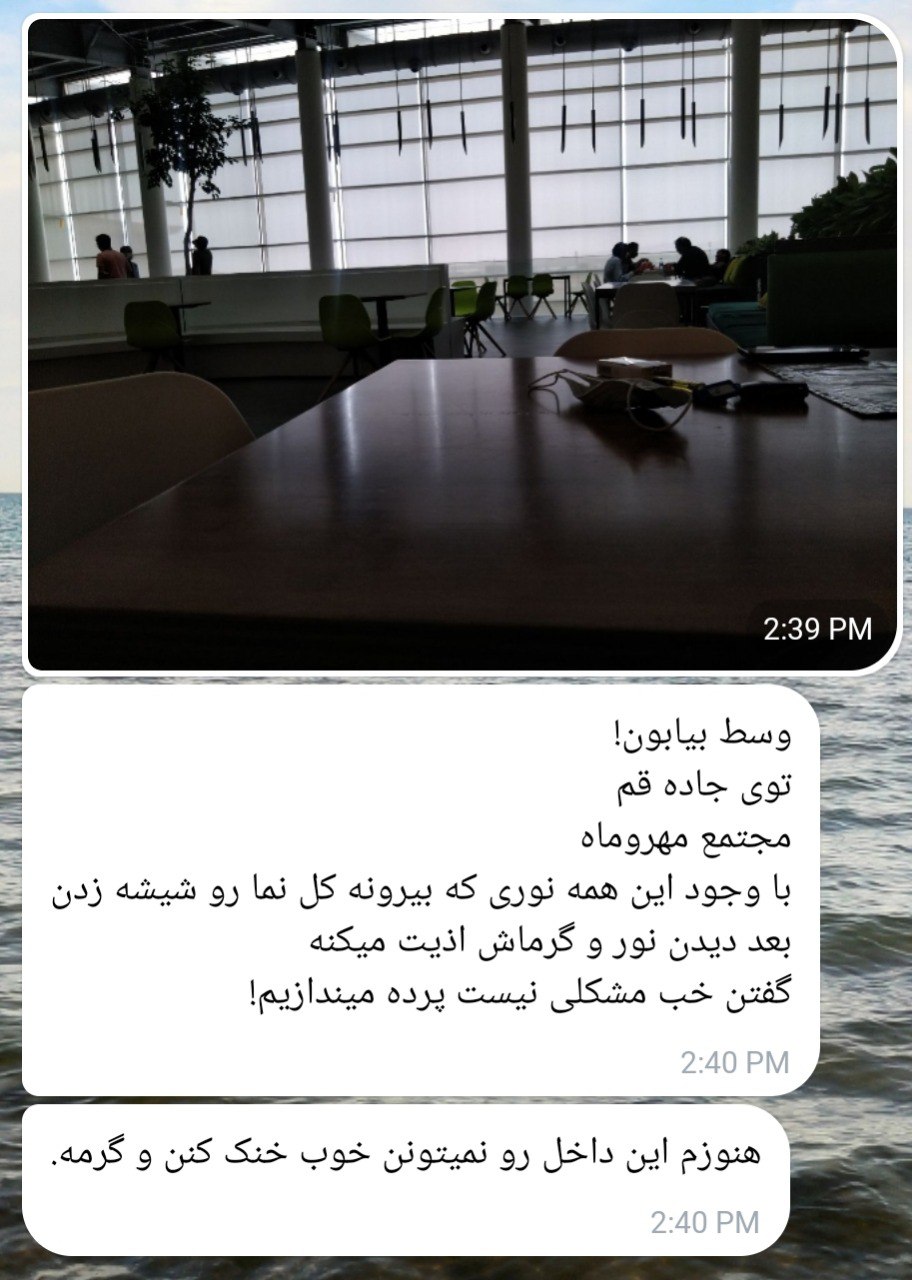 2:39 PM
وسط بیابون!
توی جاده قم
مجتمع مهروماه
با وجود این همه نوری که بیرونه کل نما رو شیشه زدن
بعد دیدن نور و گرماش اذیت میکنه
گفتن خب مشکلی نیست پرده میندازیم!
2:40 PM
هنوزم این داخل رو نمیتونن خوب خنک کنن و گرمه.
2:40 PM